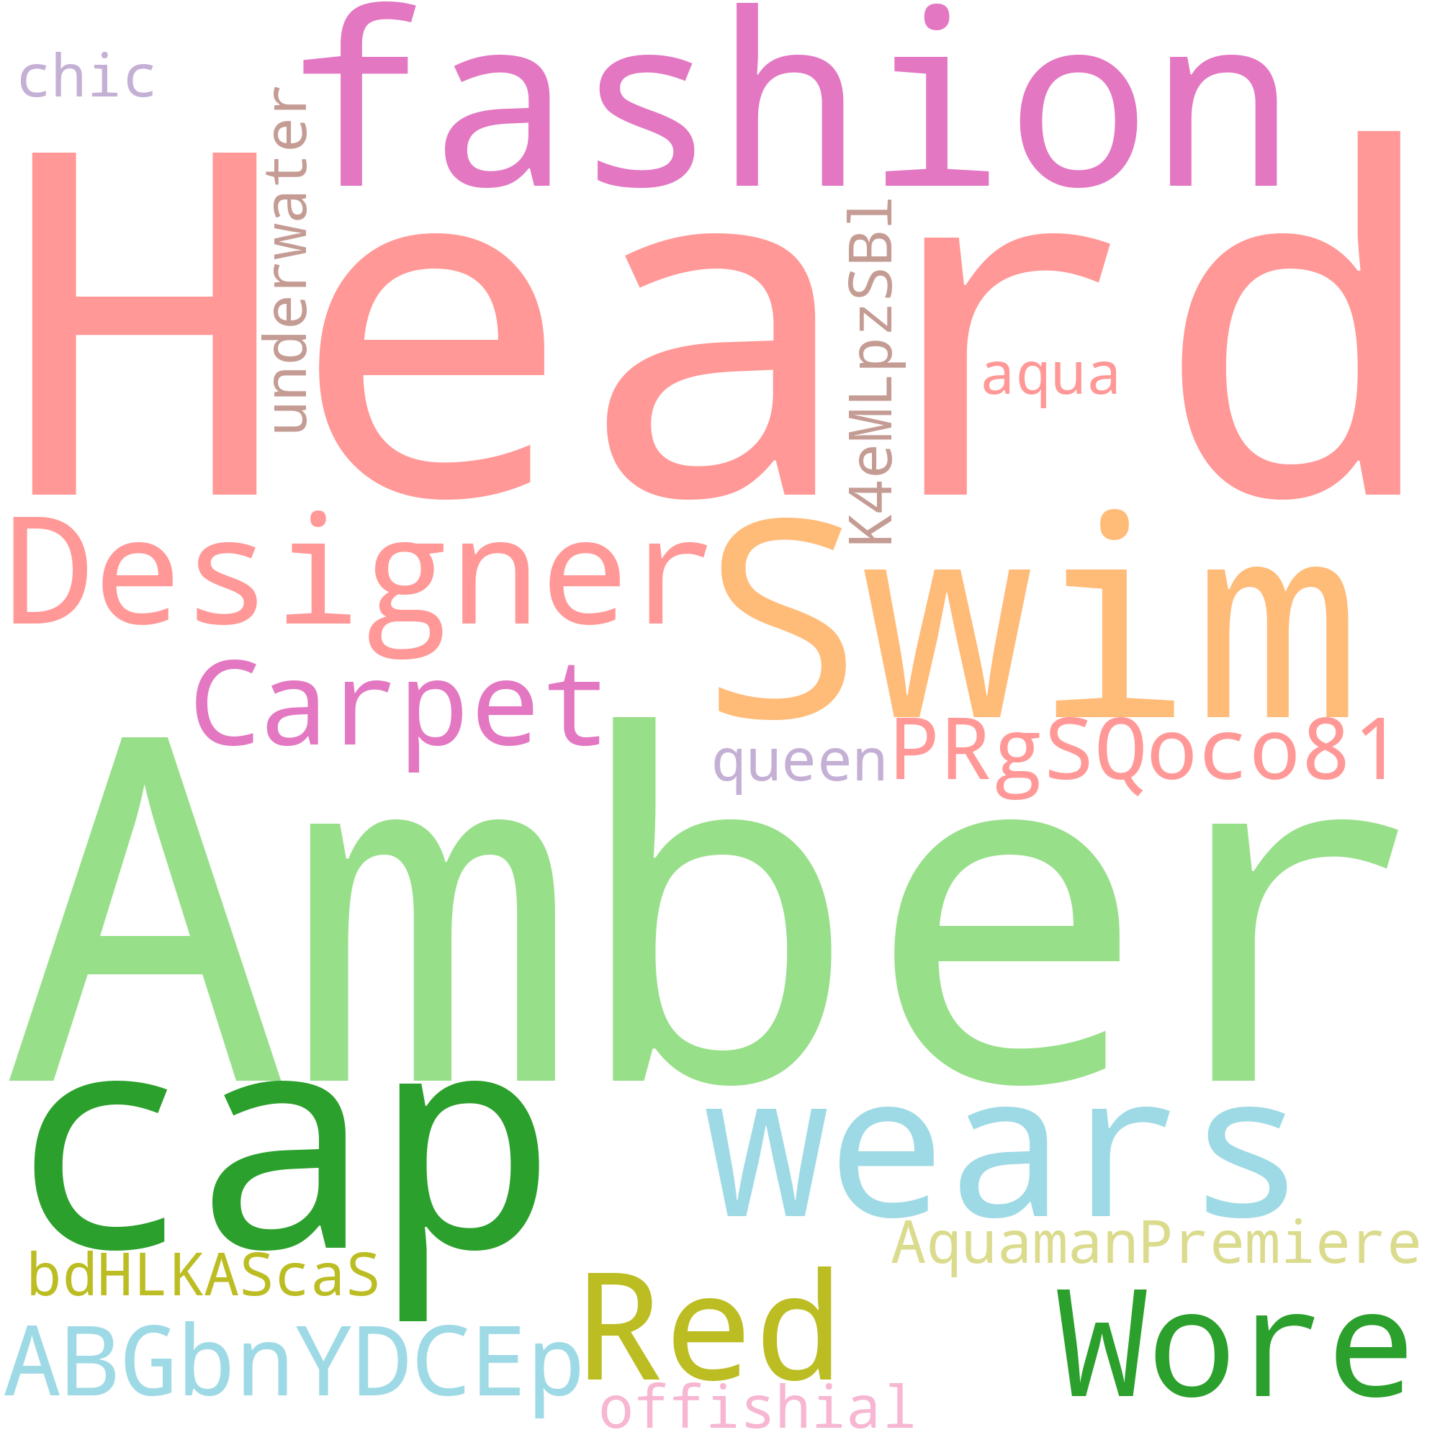 fashion
chic
underwater
Heard
K4eMLpzSBl
aqua
Designer
Swim
Carpet
queen
PRgSQoco81
Amber
cap
wears
AquamanPremiere
bdHLKAScaS
Red
Wore
ABGbnYDCEp
offishial